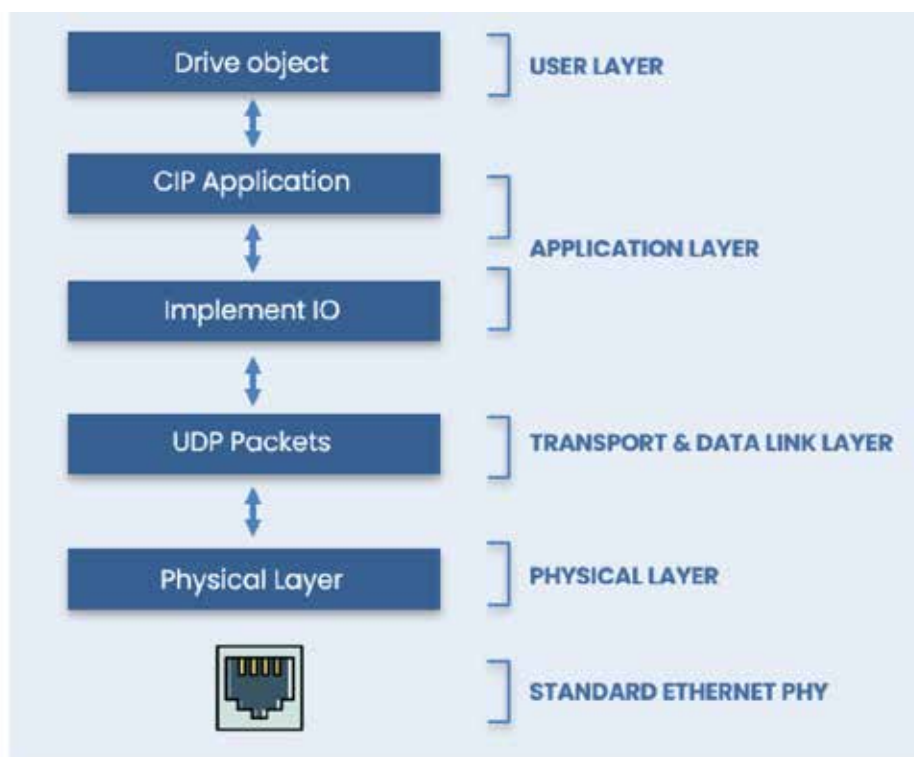 Drive object
USER LAYER
CIP Application
APPLICATION LAYER
Implement IO
UDP Packets
TRANSPORT & DATA LINK LAYER
Physical Layer
PHYSICAL LAYER
STANDARD ETHERNET PHY